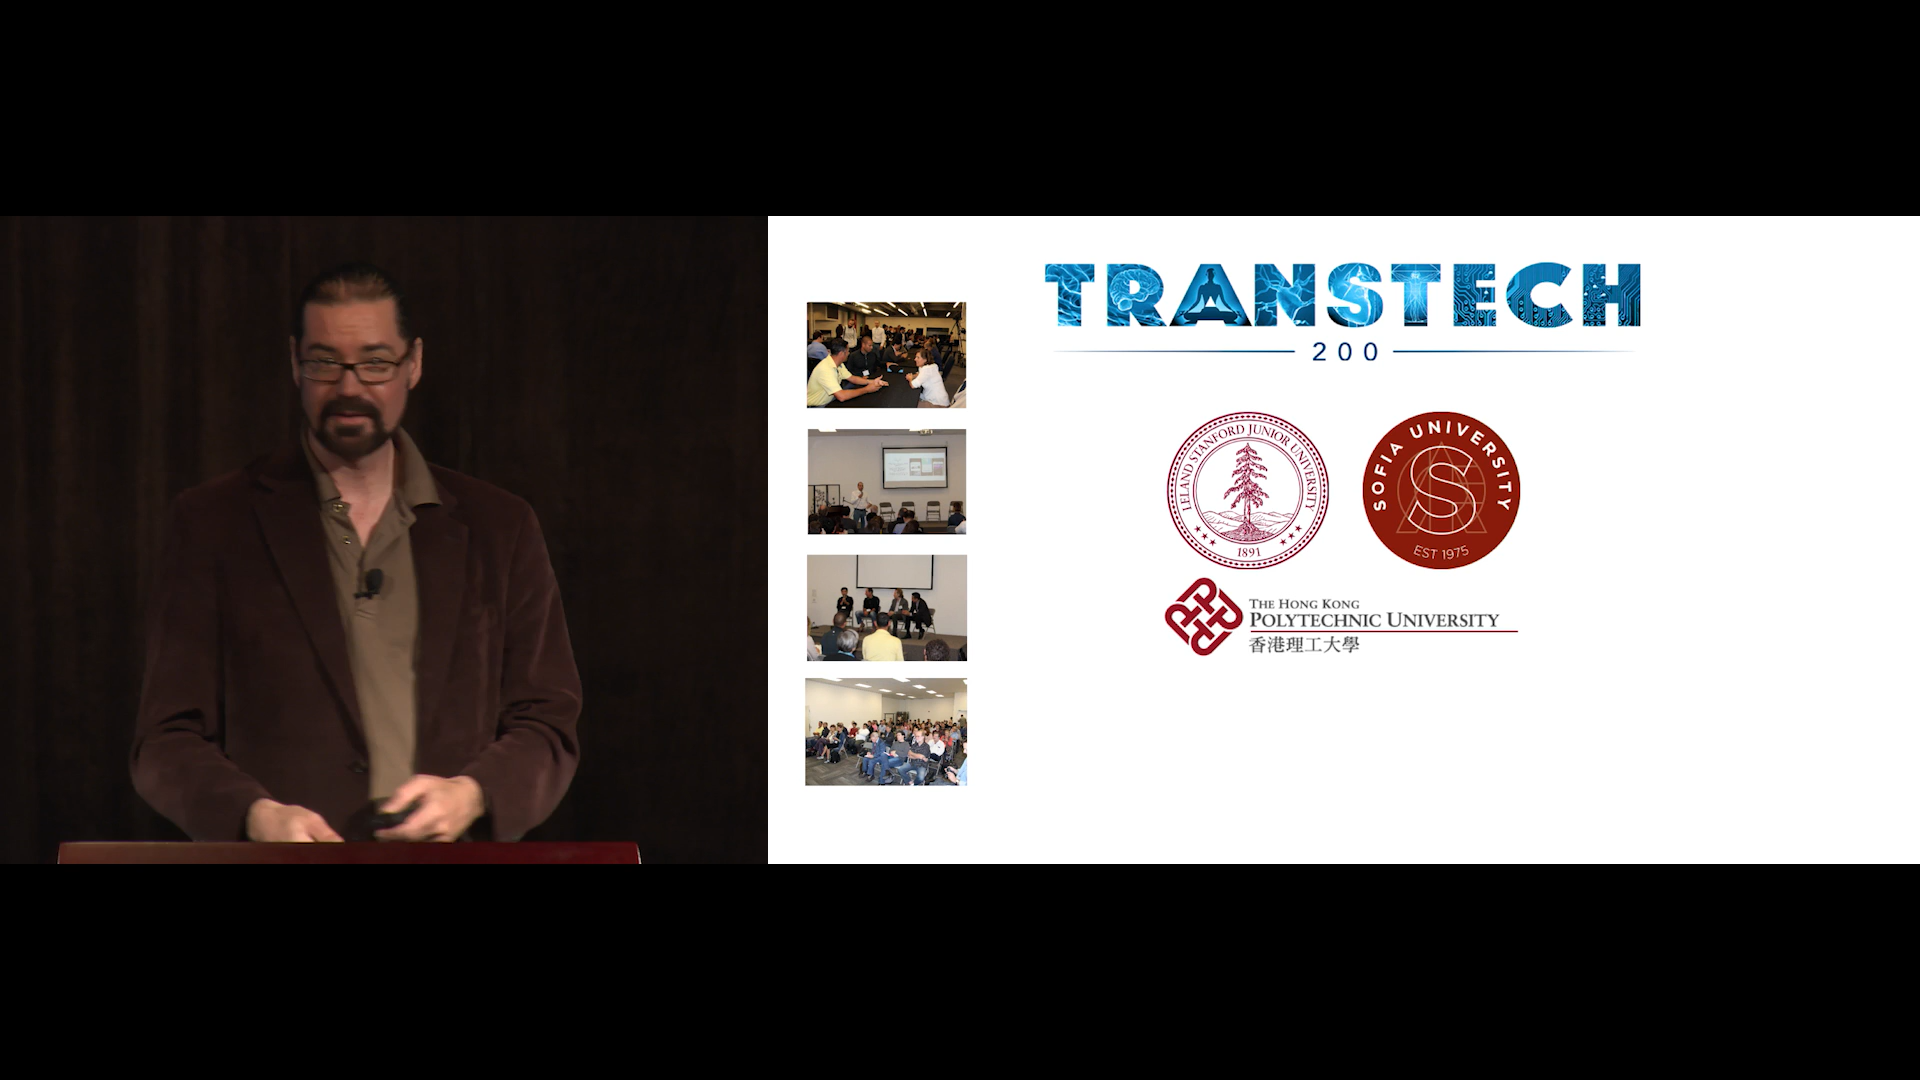 TRANSTECH
200
LELAND STANFORD JUNIOR UNIVERSITY
1891
SOFIA UNIVERSITY
EST 1975
THE HONG KONG
POLYTECHNIC UNIVERSITY
香港理工大學